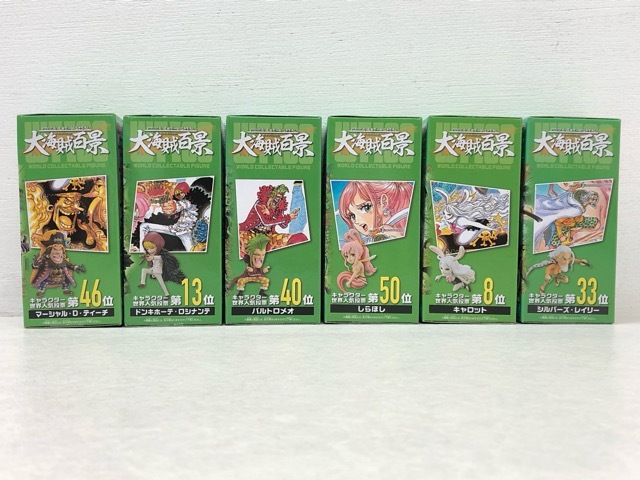 大海賊百景
WORLD COLLECTABLE FIGURE
キャラクター
世界人気投票 第46位
マーシャル・D・ティーチ
大海賊百景
WORLD COLLECTABLE FIGURE
キャラクター
世界人気投票 第13位
ドンキホーテ・ロシナンテ
大海賊百景
WORLD COLLECTABLE FIGURE
キャラクター
世界人気投票 第40位
バルトロメオ
大海賊百景
WORLD COLLECTABLE FIGURE
キャラクター
世界人気投票 第50位
しらほし
大海賊百景
WORLD COLLECTABLE FIGURE
キャラクター
世界人気投票 第8位
キャロット
大海賊百景
WORLD COLLECTABLE FIGURE
キャラクター
世界人気投票 第33位
シルバーズ・レイリー